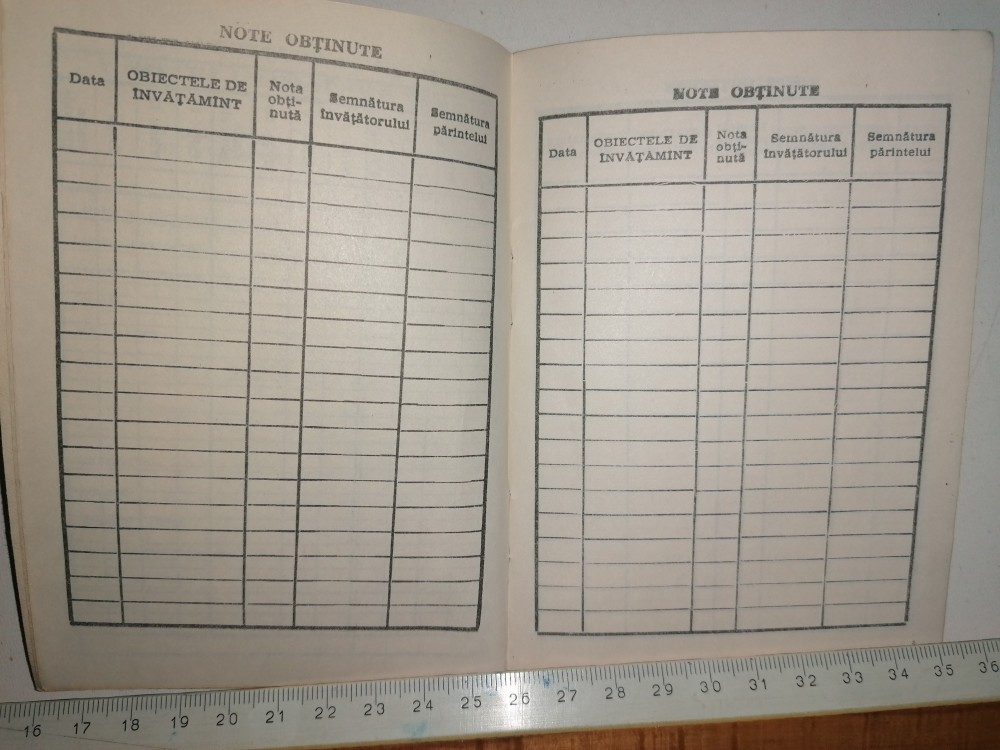 NOTE OBȚINUTE
Data
OBIECTELE DE
ÎNVĂȚĂMÎNT
Nota
obți-
nută
Semnătura
învățătorului
Semnătura
părintelui
NOTE OBȚINUTE
Data
OBIECTELE DE
ÎNVĂȚĂMÎNT
Nota
obți-
nută
Semnătura
învățătorului
Semnătura
părintelui
16 17 18 19 20 21 22 23 24 25 26 27 28 29 30 31 32 33 34 35 36